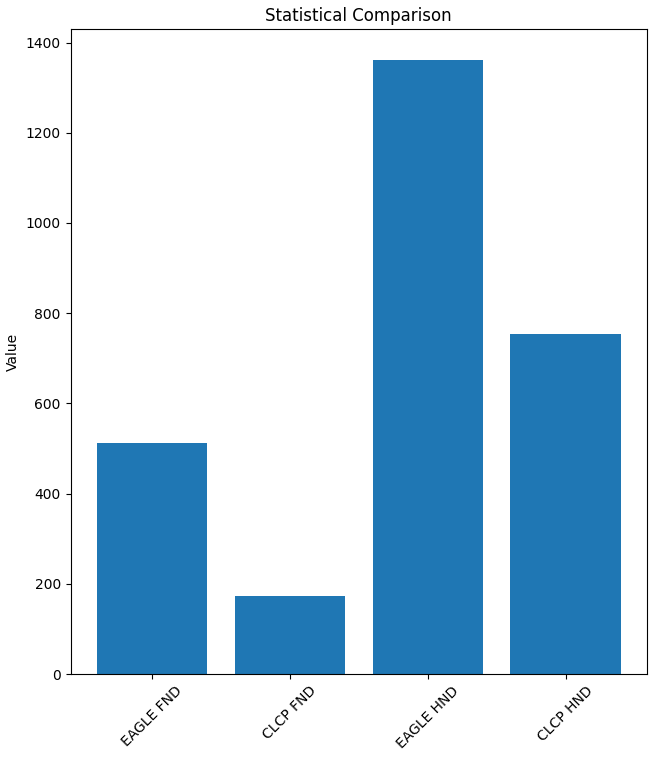 Statistical Comparison
1400
1200
1000
800
600
400
200
0
Value
EAGLE FND
CLCP FND
EAGLE HND
CLCP HND